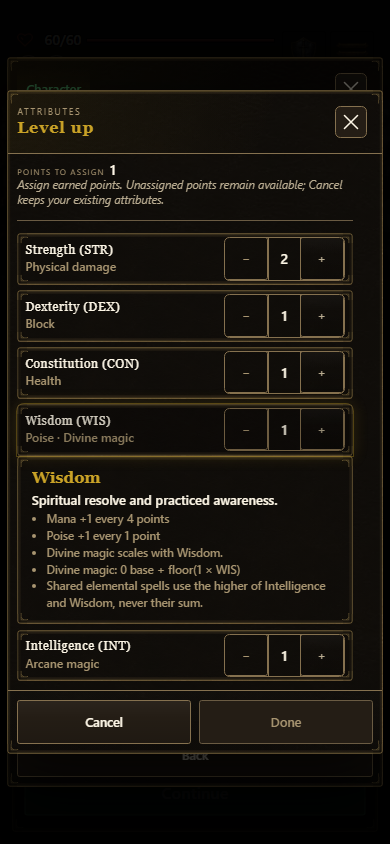 60/60
Character
ATTRIBUTES
Level up
POINTS TO ASSIGN 1
Assign earned points. Unassigned points remain available; Cancel
keeps your existing attributes.
Strength (STR)
Physical damage
− 2 +
Dexterity (DEX)
Block
− 1 +
Constitution (CON)
Health
− 1 +
Wisdom (WIS)
Poise · Divine magic
− 1 +
Wisdom
Spiritual resolve and practiced awareness.
• Mana +1 every 4 points
• Poise +1 every 1 point
• Divine magic scales with Wisdom.
• Divine magic: 0 base + floor(1 × WIS)
• Shared elemental spells use the higher of Intelligence
and Wisdom, never their sum.
Intelligence (INT)
Arcane magic
− 1 +
Cancel
Done
Back